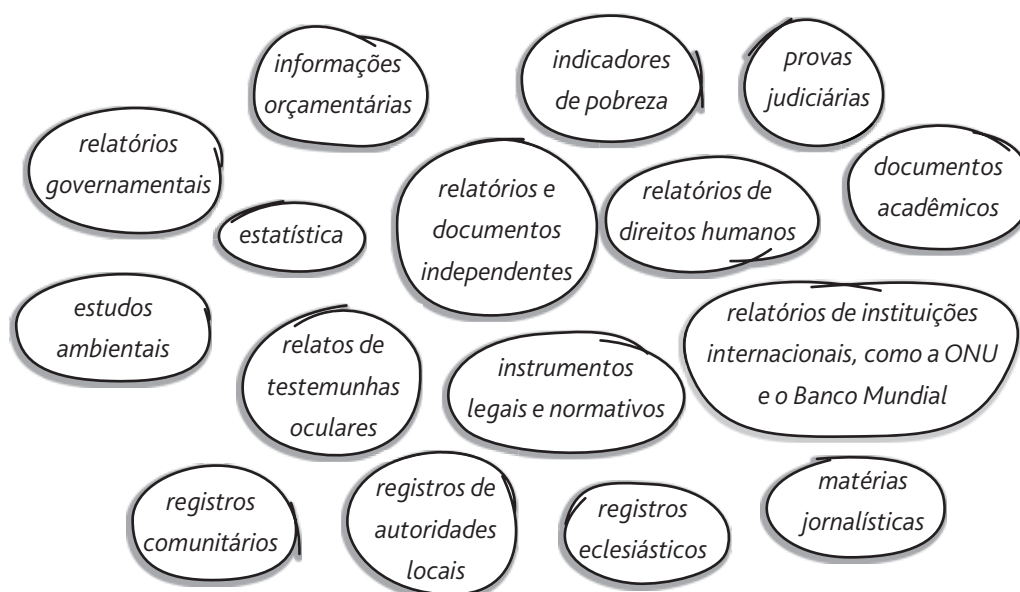 informações
orçamentárias
indicadores
de pobreza
provas
judiciárias
relatórios
governamentais
estatística
relatórios e
documentos
independentes
relatórios de
direitos humanos
documentos
acadêmicos
estudos
ambientais
relatos de
testemunhas
oculares
instrumentos
legais e normativos
relatórios de instituições
internacionais, como a ONU
e o Banco Mundial
registros
comunitários
registros de
autoridades
locais
registros
eclesiásticos
matérias
jornalísticas